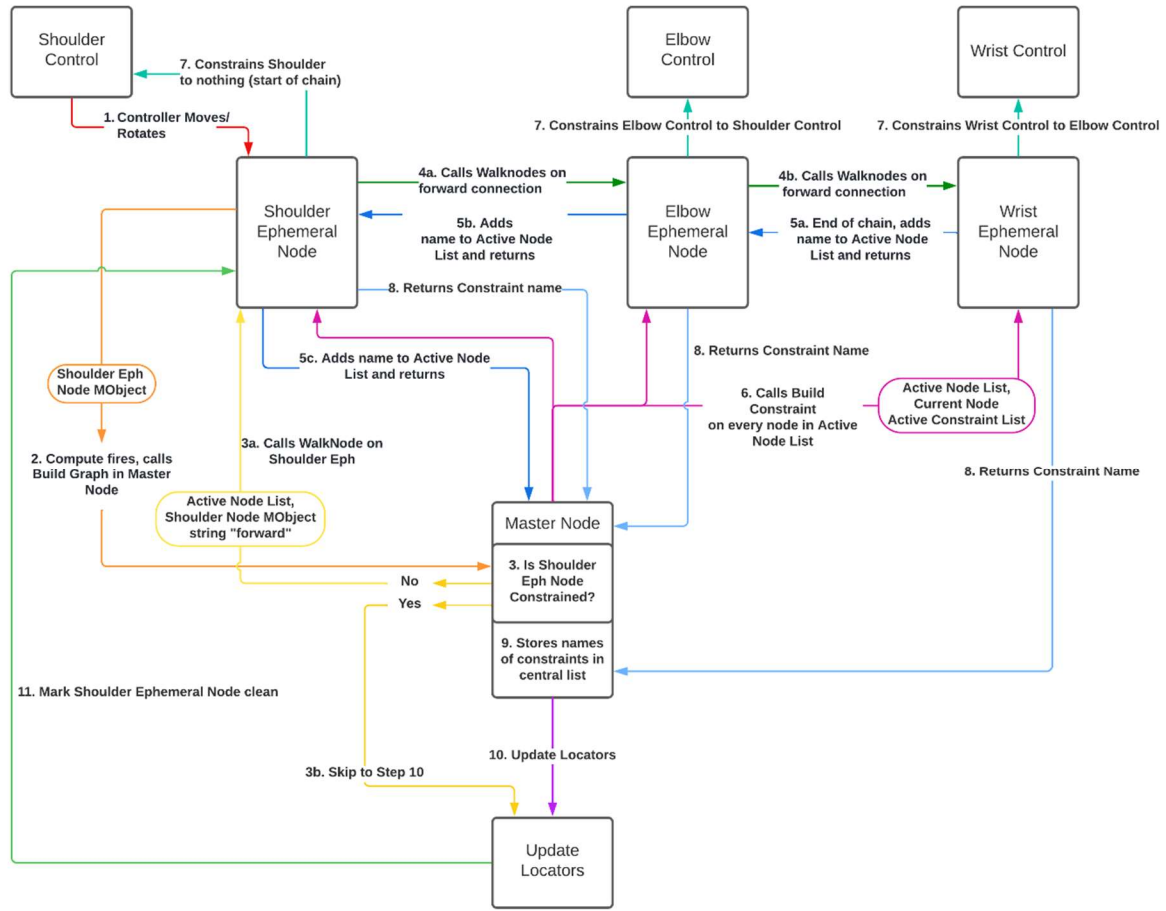 Shoulder
Control
Elbow
Control
Wrist Control
7. Constrains Shoulder
to nothing (start of chain)
1. Controller Moves/
Rotates
7. Constrains Elbow Control to Shoulder Control
7. Constrains Wrist Control to Elbow Control
Shoulder
Ephemeral
Node
4a. Calls Walknodes on
forward connection
5b. Adds
name to Active Node
List and returns
Elbow
Ephemeral
Node
4b. Calls Walknodes on
forward connection
5a. End of chain, adds
name to Active Node
List and returns
Wrist
Ephemeral
Node
8. Returns Constraint name
5c. Adds name to Active Node
List and returns
8. Returns Constraint Name
Shoulder Eph
Node MObject
6. Calls Build
Constraint
on every node in Active
Node List
Active Node List,
Current Node
Active Constraint List
3a. Calls WalkNode on
Shoulder Eph
2. Compute fires, calls
Build Graph in Master
Node
8. Returns Constraint Name
Active Node List,
Shoulder Node MObject
string "forward"
Master Node
3. Is Shoulder
Eph Node
Constrained?
No
Yes
9. Stores names
of constraints in
central list
11. Mark Shoulder Ephemeral Node clean
10. Update Locators
3b. Skip to Step 10
Update
Locators